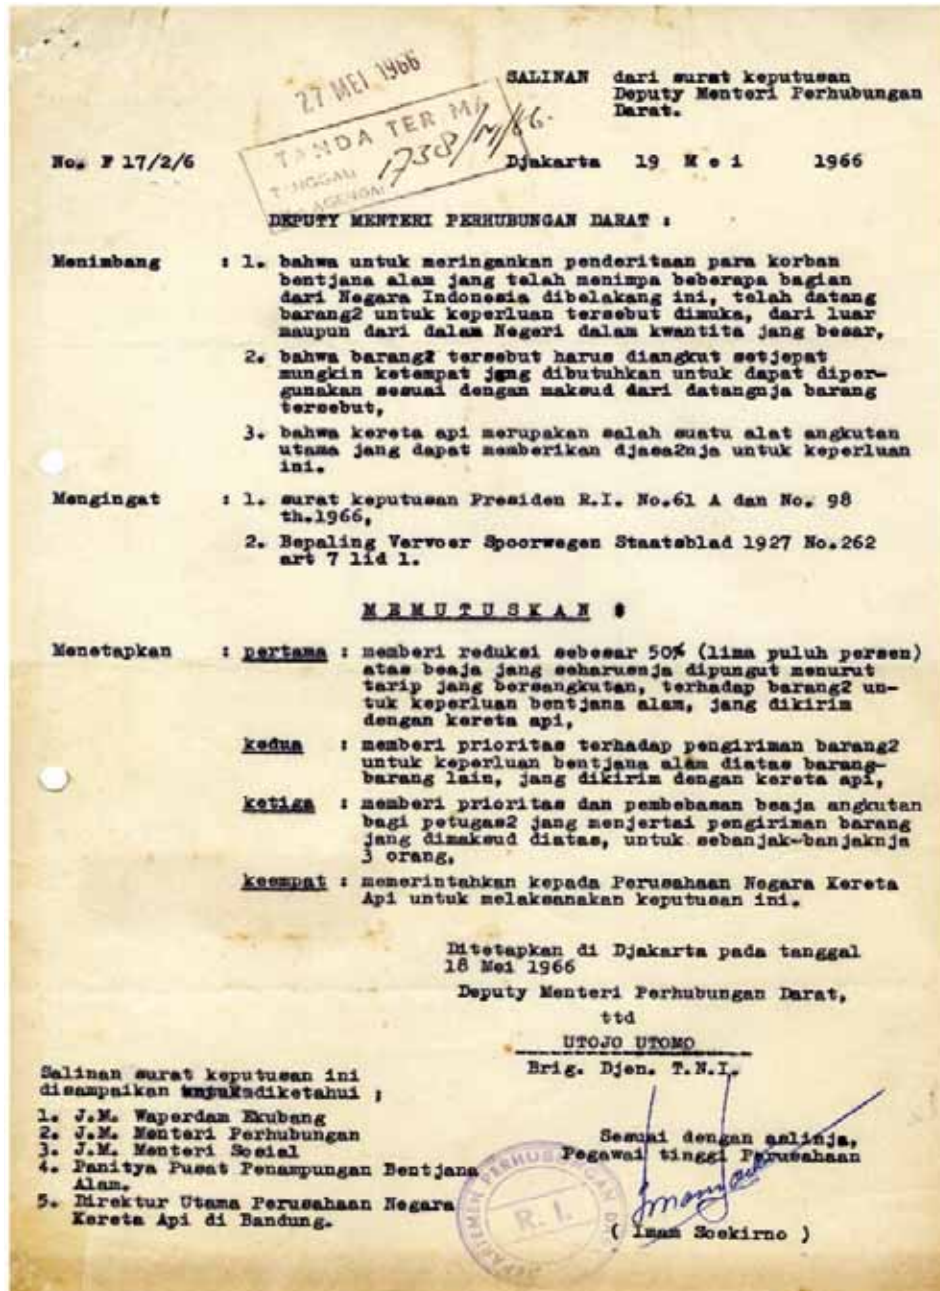 27 MEI 1966
TANDA TER MA
TANGGAL
AGENDA
SALINAN dari surat keputusan
Deputy Menteri Perhubungan
Darat.
No. F 17/2/6
Djakarta 19 M e i 1966
DEPUTY MENTERI PERHUBUNGAN DARAT :
Menimbang : 1. bahwa untuk meringankan penderitaan para korban
bentjana alam jang telah menimpa beberapa bagian
dari Negara Indonesia dibelakang ini, telah datang
barang2 untuk keperluan tersebut dimuka, dari luar
maupun dari dalam Negeri dalam kwantita jang besar,
2. bahwa barang2 tersebut harus diangkut setjepat
mungkin ketempat jang dibutuhkan untuk dapat diper-
gunakan sesuai dengan maksud dari datangnja barang
tersebut,
3. bahwa kereta api merupakan salah suatu alat angkutan
utama jang dapat memberikan djasa2nja untuk keperluan
ini.
Mengingat : 1. surat keputusan Presiden R.I. No.61 A dan No. 98
th.1966,
2. Bepaling Vervoer Spoorwegen Staatsblad 1927 No.262
art 7 lid 1.
M E M U T U S K A N :
Menetapkan : pertama : memberi reduksi sebesar 50% (lima puluh persen)
atas beaja jang seharusnja dipungut menurut
tarip jang bersangkutan, terhadap barang2 un-
tuk keperluan bentjana alam, jang dikirim
dengan kereta api,
kedua : memberi prioritas terhadap pengiriman barang2
untuk keperluan bentjana alam diatas barang-
barang lain, jang dikirim dengan kereta api,
ketiga : memberi prioritas dan pembebasan beaja angkutan
bagi petugas2 jang menjertai pengiriman barang
jang dimaksud diatas, untuk sebanjak-banjaknja
3 orang,
keempat : memerintahkan kepada Perusahaan Negara Kereta
Api untuk melaksanakan keputusan ini.
Ditetapkan di Djakarta pada tanggal
18 Mei 1966
Deputy Menteri Perhubungan Darat,
ttd
UTOJO UTOMO
Brig. Djen. T.N.I.
Salinan surat keputusan ini
disampaikan untuk diketahui ;
1. J.M. Waperdam Ekubang
2. J.M. Menteri Perhubungan
3. J.M. Menteri Sosial
4. Panitya Pusat Penampungan Bentjana
Alam.
5. Direktur Utama Perusahaan Negara
Kereta Api di Bandung.
Sesuai dengan aslinja,
Pegawai tinggi Perusahaan
( Imam Soekirno )
DEPARTEMEN PERHUBUNGAN D
R. I.